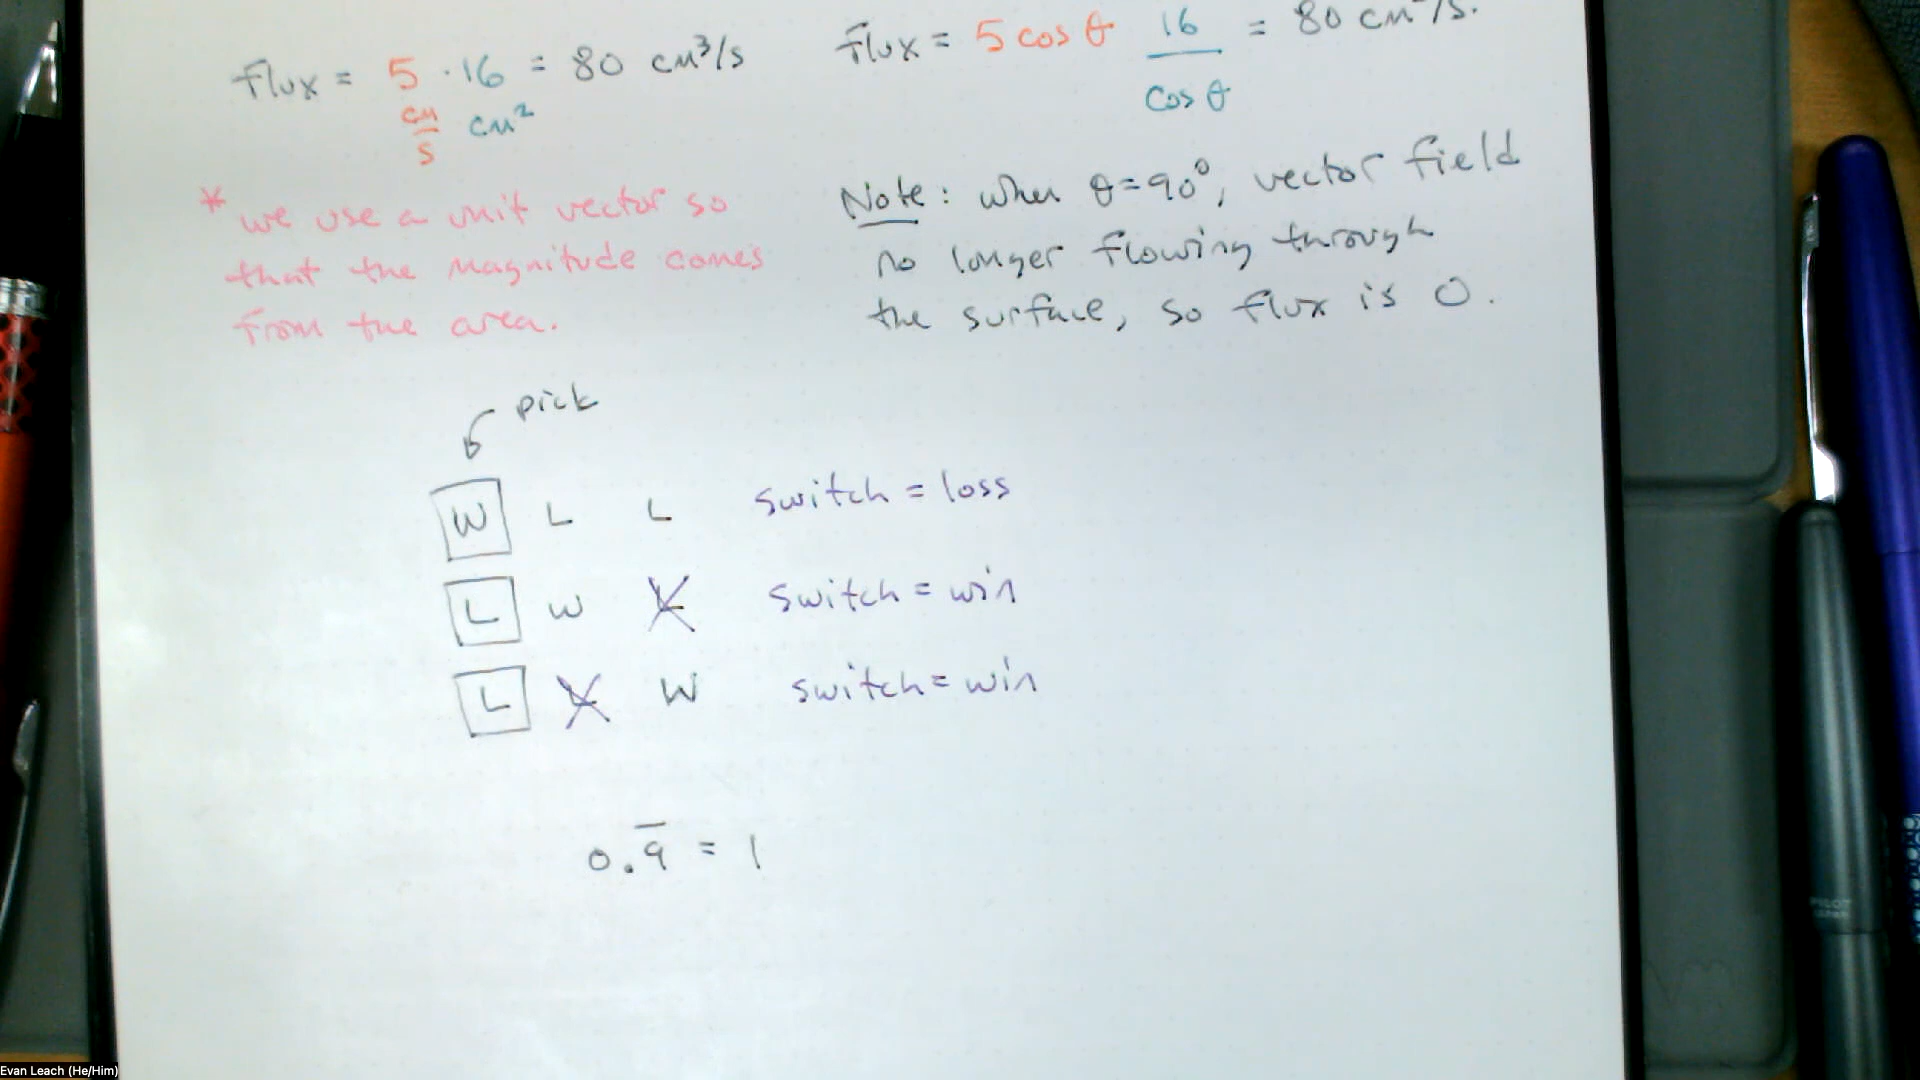 flux = 5 · 16 = 80 cm³/s
cm/s cm²
flux = 5 cos θ 16/cos θ = 80 cm³/s.
* we use a unit vector so
that the magnitude comes
from the area.
Note: when θ=90°, vector field
no longer flowing through
the surface, so flux is 0.
pick
W L L switch = loss
L W L switch = win
L L W switch = win
0.9̅ = 1
PILOT
JAPAN
Evan Leach (He/Him)